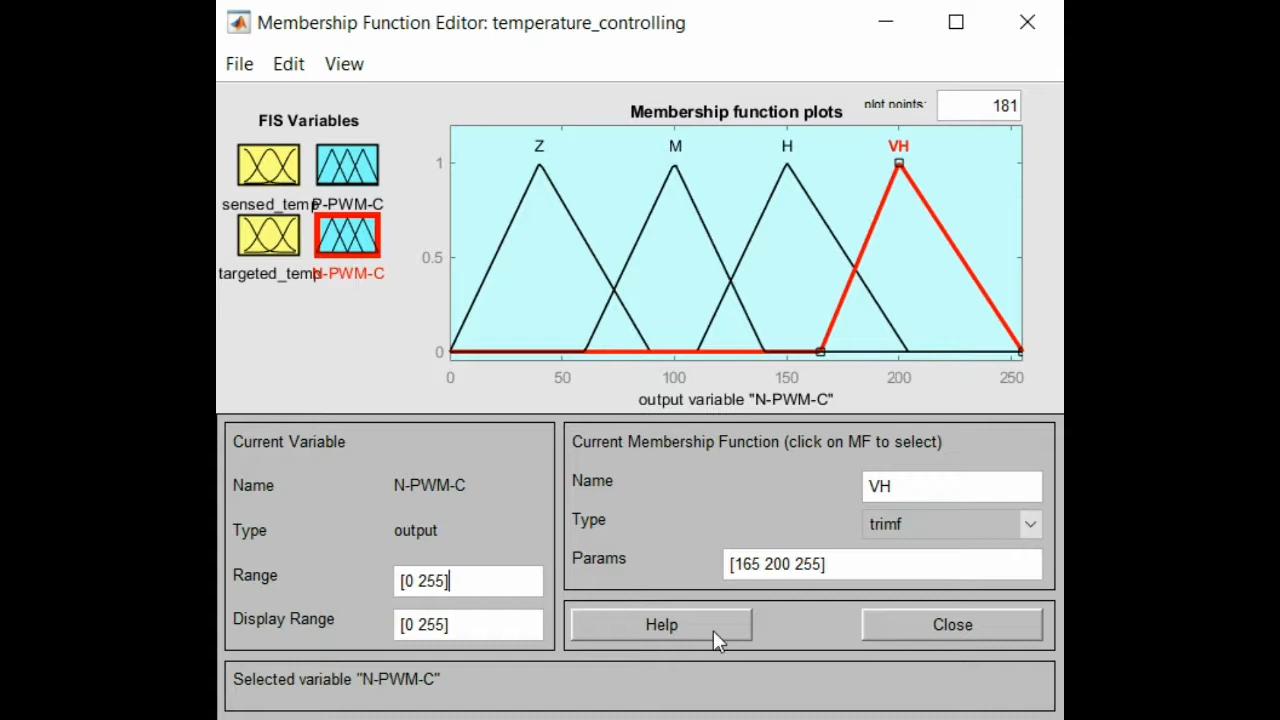 Membership Function Editor: temperature_controlling
File Edit View
FIS Variables
sensed_temp P-PWM-C
targeted_temp N-PWM-C
Membership function plots
plot points: 181
Z M H VH
1
0.5
0
0 50 100 150 200 250
output variable "N-PWM-C"
Current Variable
Name N-PWM-C
Type output
Range [0 255]
Display Range [0 255]
Current Membership Function (click on MF to select)
Name VH
Type trimf
Params [165 200 255]
Help Close
Selected variable "N-PWM-C"